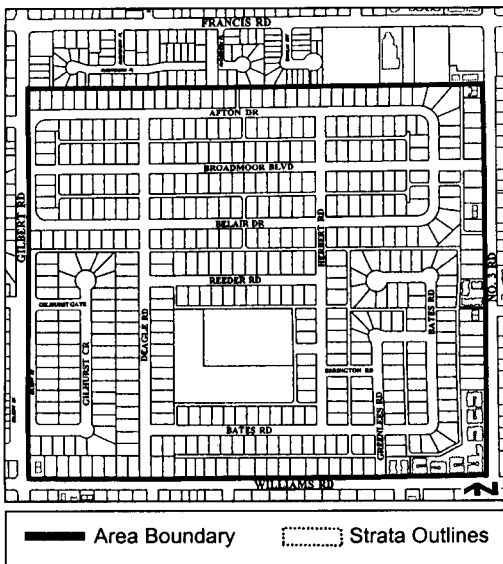 FRANCIS RD
AFTON DR
BROADMOOR BLVD
BELAIR DR
REEDER RD
GILHURST GATE
ERRINGTON RD
BATES RD
WILLIAMS RD
GILBERT RD
GILHURST CR
DEAGLE RD
HERBERT RD
GREENLEES RD
BATES RD
NO. 3 RD
N
Area Boundary
Strata Outlines